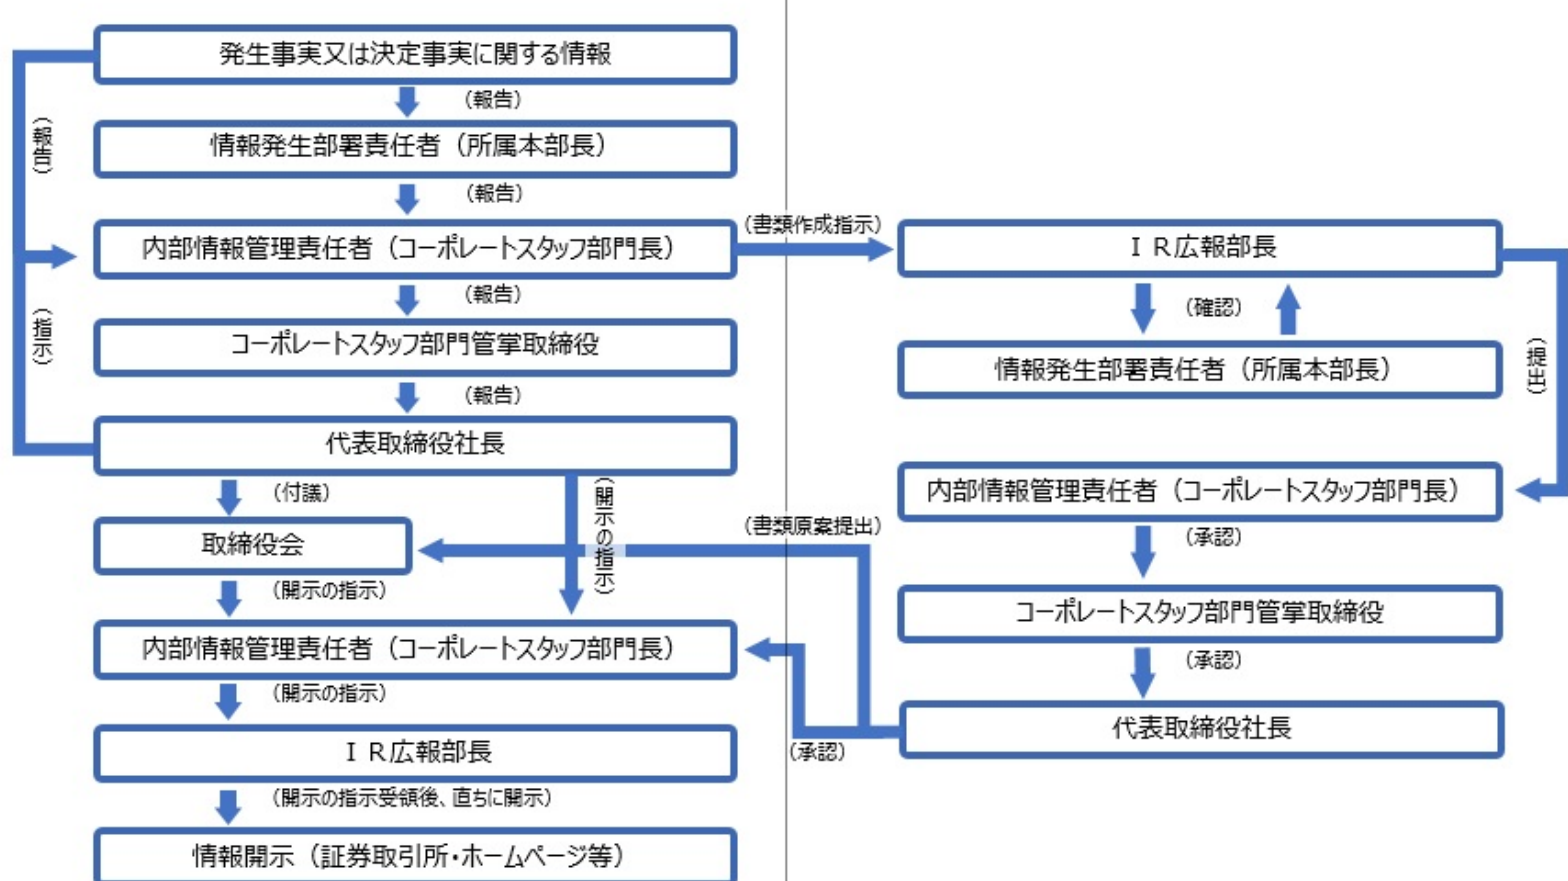 発生事実又は決定事実に関する情報
（報告）
（報告）
情報発生部署責任者（所属本部長）
（報告）
内部情報管理責任者（コーポレートスタッフ部門長）
（報告）
（指示）
コーポレートスタッフ部門管掌取締役
（報告）
代表取締役社長
（付議）
（開示の指示）
取締役会
（開示の指示）
内部情報管理責任者（コーポレートスタッフ部門長）
（開示の指示）
ＩＲ広報部長
（開示の指示受領後、直ちに開示）
情報開示（証券取引所・ホームページ等）
（書類作成指示）
ＩＲ広報部長
（確認）
情報発生部署責任者（所属本部長）
（提出）
内部情報管理責任者（コーポレートスタッフ部門長）
（承認）
コーポレートスタッフ部門管掌取締役
（承認）
代表取締役社長
（書類原案提出）
（承認）